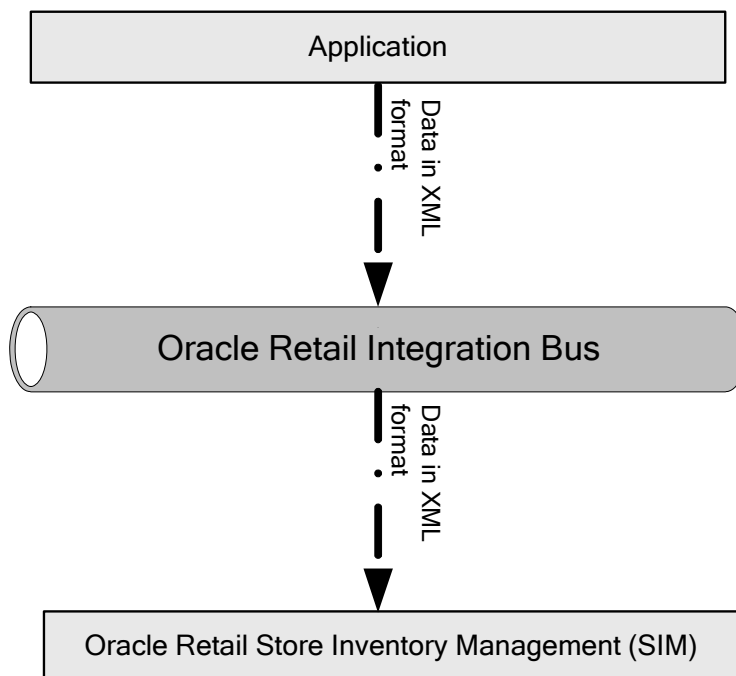 Application
Data in XML
format
Oracle Retail Integration Bus
Data in XML
format
Oracle Retail Store Inventory Management (SIM)